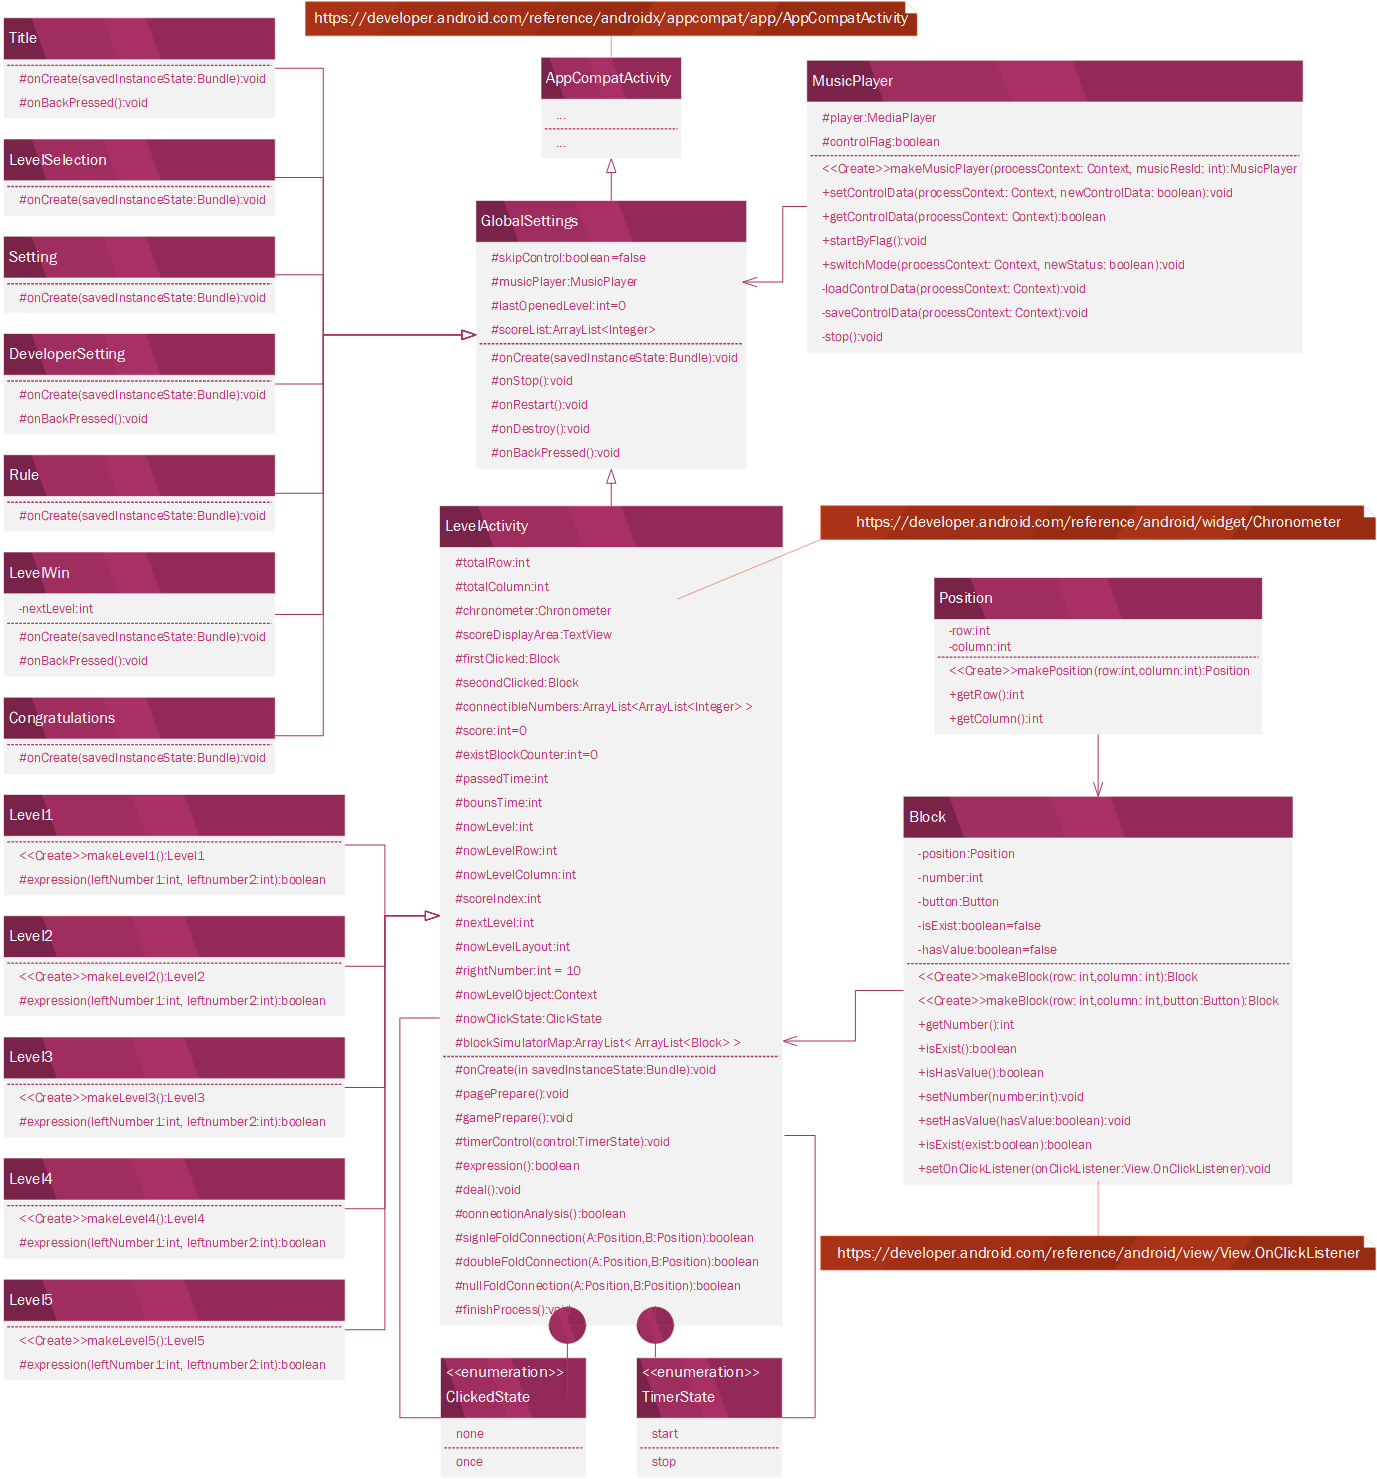 https://developer.android.com/reference/androidx/appcompat/app/AppCompatActivity
Title
#onCreate(savedInstanceState:Bundle):void
#onBackPressed():void
LevelSelection
#onCreate(savedInstanceState:Bundle):void
Setting
#onCreate(savedInstanceState:Bundle):void
DeveloperSetting
#onCreate(savedInstanceState:Bundle):void
#onBackPressed():void
Rule
#onCreate(savedInstanceState:Bundle):void
LevelWin
-nextLevel:int
#onCreate(savedInstanceState:Bundle):void
#onBackPressed():void
Congratulations
#onCreate(savedInstanceState:Bundle):void
Level1
<<Create>>makeLevel1():Level1
#expression(leftNumber1:int, leftnumber2:int):boolean
Level2
<<Create>>makeLevel2():Level2
#expression(leftNumber1:int, leftnumber2:int):boolean
Level3
<<Create>>makeLevel3():Level3
#expression(leftNumber1:int, leftnumber2:int):boolean
Level4
<<Create>>makeLevel4():Level4
#expression(leftNumber1:int, leftnumber2:int):boolean
Level5
<<Create>>makeLevel5():Level5
#expression(leftNumber1:int, leftnumber2:int):boolean
AppCompatActivity
...
...
GlobalSettings
#skipControl:boolean=false
#musicPlayer:MusicPlayer
#lastOpenedLevel:int=0
#scoreList:ArrayList<Integer>
#onCreate(savedInstanceState:Bundle):void
#onStop():void
#onRestart():void
#onDestroy():void
#onBackPressed():void
LevelActivity
#totalRow:int
#totalColumn:int
#chronometer:Chronometer
#scoreDisplayArea:TextView
#firstClicked:Block
#secondClicked:Block
#connectibleNumbers:ArrayList<ArrayList<Integer> >
#score:int=0
#existBlockCounter:int=0
#passedTime:int
#bounsTime:int
#nowLevel:int
#nowLevelRow:int
#nowLevelColumn:int
#scoreIndex:int
#nextLevel:int
#nowLevelLayout:int
#rightNumber:int = 10
#nowLevelObject:Context
#nowClickState:ClickState
#blockSimulatorMap:ArrayList< ArrayList<Block> >
#onCreate(in savedInstanceState:Bundle):void
#pagePrepare():void
#gamePrepare():void
#timerControl(control:TimerState):void
#expression():boolean
#deal():void
#connectionAnalysis():boolean
#signleFoldConnection(A:Position,B:Position):boolean
#doubleFoldConnection(A:Position,B:Position):boolean
#nullFoldConnection(A:Position,B:Position):boolean
#finishProcess():void
<<enumeration>>
ClickedState
none
once
<<enumeration>>
TimerState
start
stop
MusicPlayer
#player:MediaPlayer
#controlFlag:boolean
<<Create>>makeMusicPlayer(processContext: Context, musicResId: int):MusicPlayer
+setControlData(processContext: Context, newControlData: boolean):void
+getControlData(processContext: Context):boolean
+startByFlag():void
+switchMode(processContext: Context, newStatus: boolean):void
-loadControlData(processContext: Context):void
-saveControlData(processContext: Context):void
-stop():void
https://developer.android.com/reference/android/widget/Chronometer
Position
-row:int
-column:int
<<Create>>makePosition(row:int,column:int):Position
+getRow():int
+getColumn():int
Block
-position:Position
-number:int
-button:Button
-isExist:boolean=false
-hasValue:boolean=false
<<Create>>makeBlock(row: int,column: int):Block
<<Create>>makeBlock(row: int,column: int,button:Button):Block
+getNumber():int
+isExist():boolean
+isHasValue():boolean
+setNumber(number:int):void
+setHasValue(hasValue:boolean):void
+isExist(exist:boolean):boolean
+setOnClickListener(onClickListener:View.OnClickListener):void
https://developer.android.com/reference/android/view/View.OnClickListener